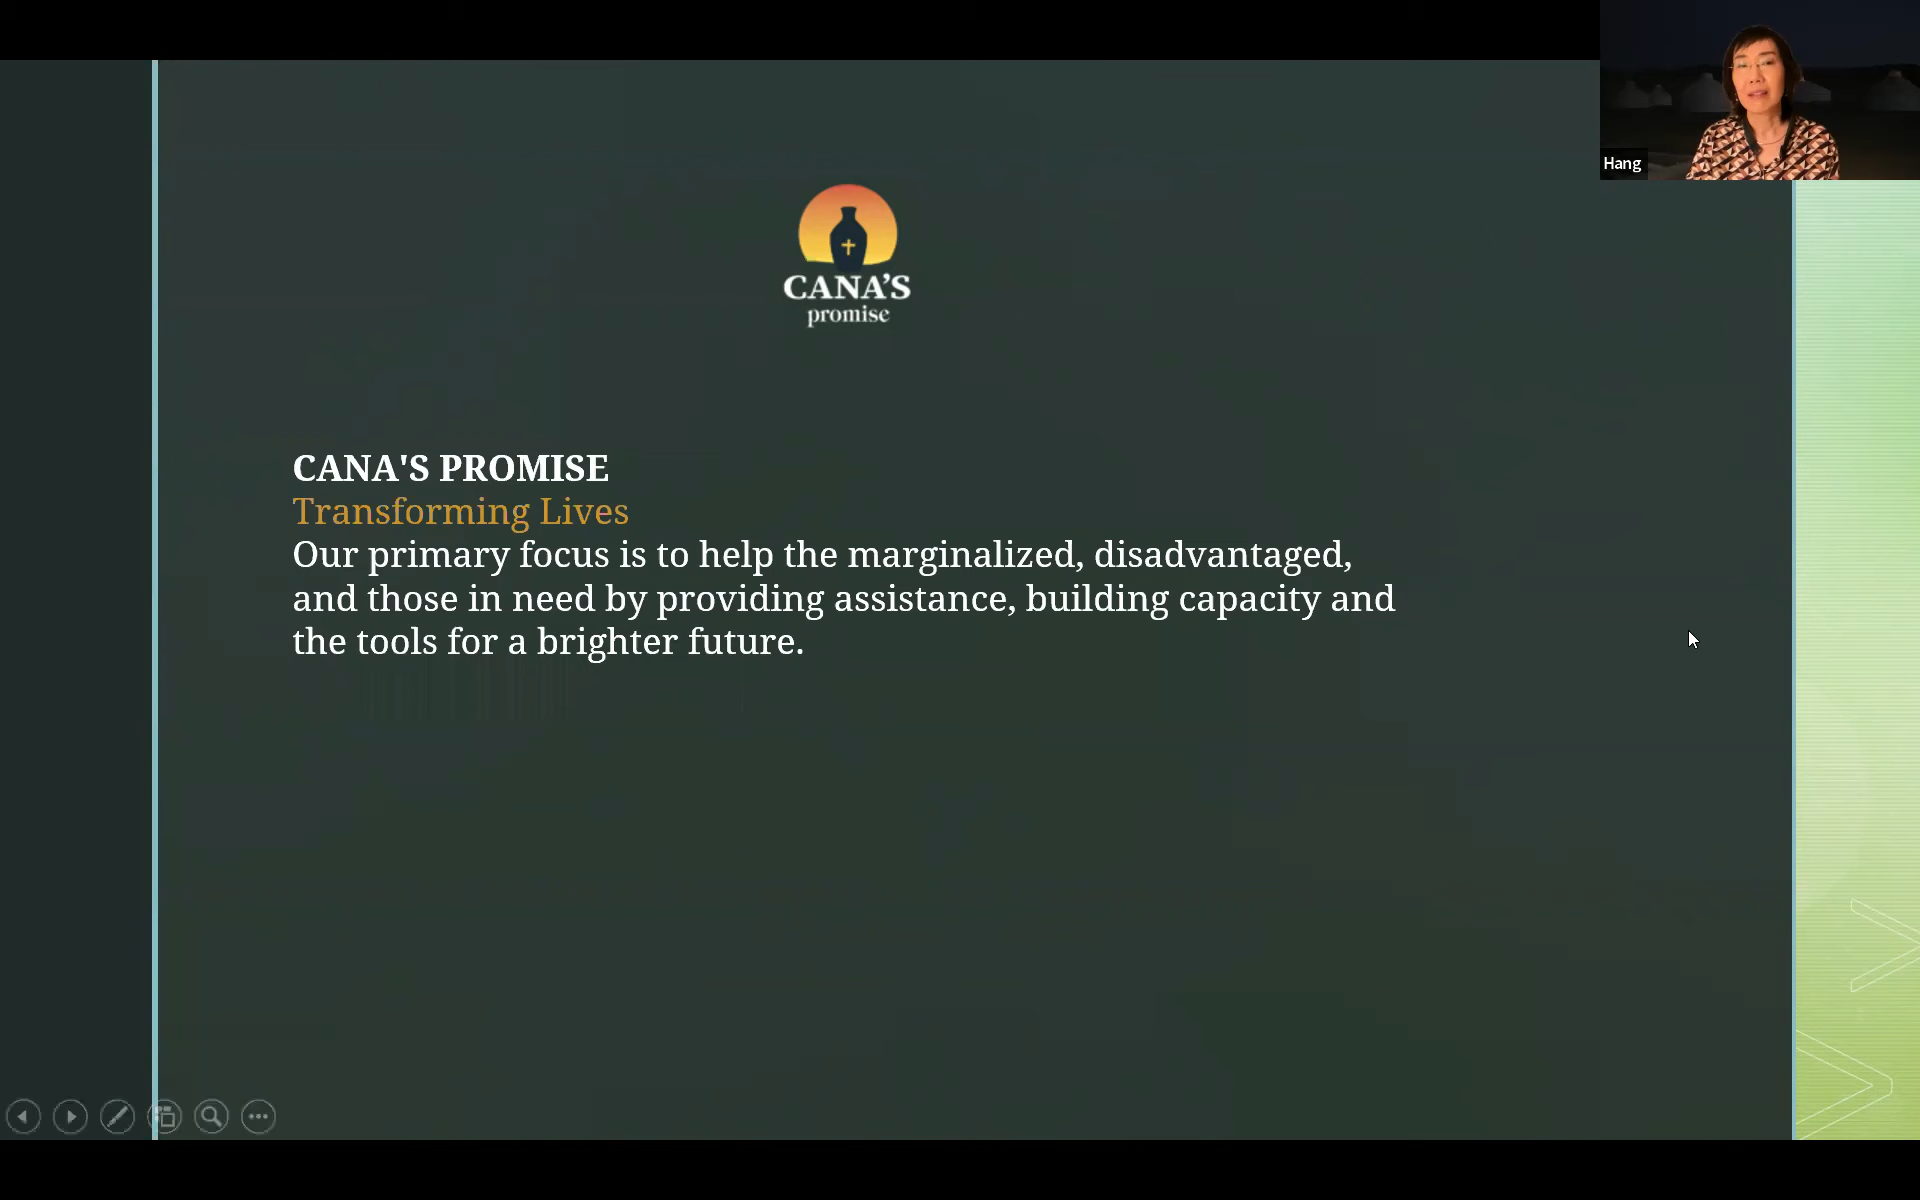 Hang
CANA'S
promise
CANA'S PROMISE
Transforming Lives
Our primary focus is to help the marginalized, disadvantaged,
and those in need by providing assistance, building capacity and
the tools for a brighter future.